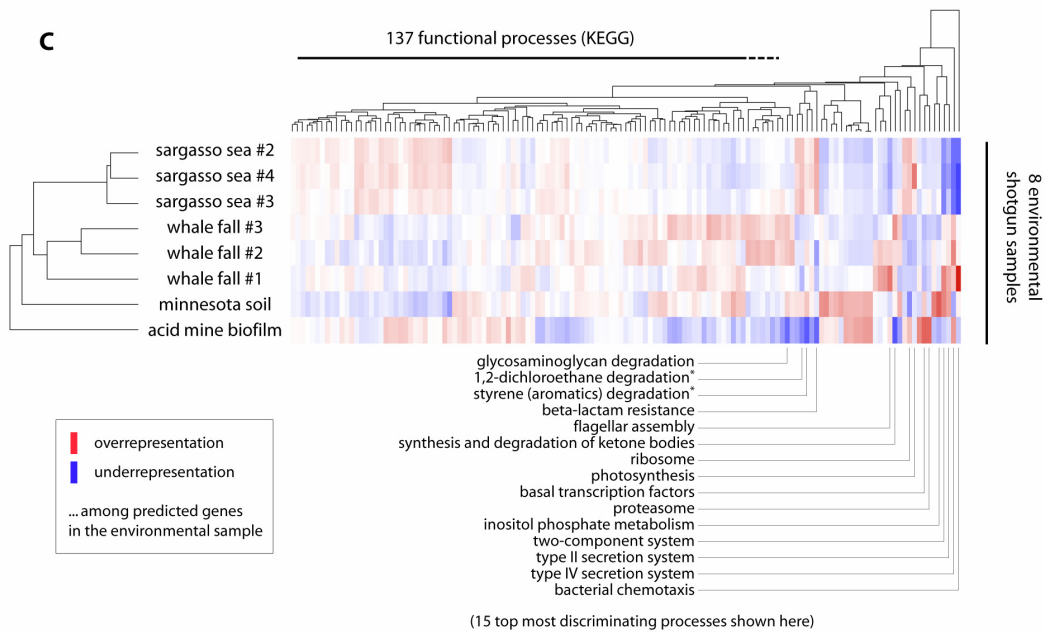 C
137 functional processes (KEGG)
sargasso sea #2
sargasso sea #4
sargasso sea #3
whale fall #3
whale fall #2
whale fall #1
minnesota soil
acid mine biofilm
8 environmental
shotgun samples
glycosaminoglycan degradation
1,2-dichloroethane degradation*
styrene (aromatics) degradation*
beta-lactam resistance
flagellar assembly
synthesis and degradation of ketone bodies
ribosome
photosynthesis
basal transcription factors
proteasome
inositol phosphate metabolism
two-component system
type II secretion system
type IV secretion system
bacterial chemotaxis
overrepresentation
underrepresentation
... among predicted genes
in the environmental sample
(15 top most discriminating processes shown here)